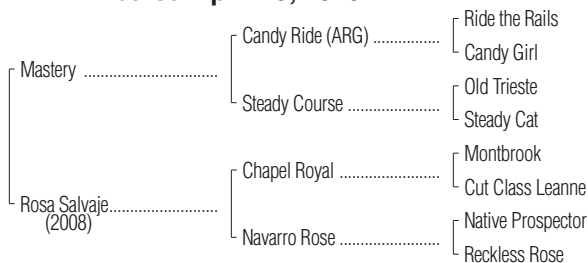 Ride the Rails
Candy Ride (ARG) ..................
Candy Girl
Mastery ....................................
Old Trieste
Steady Course .........................
Steady Cat
Montbrook
Chapel Royal ...........................
Cut Class Leanne
Rosa Salvaje.............................
(2008)
Native Prospector
Navarro Rose...........................
Reckless Rose